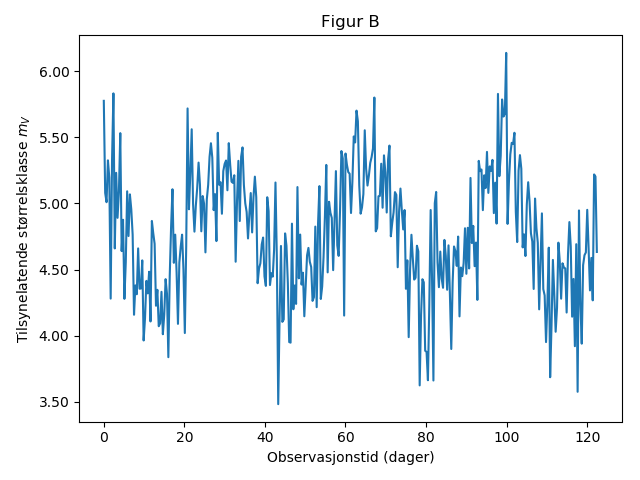 Figur B
Tilsynelatende størrelsesklasse m_V
6.00
5.50
5.00
4.50
4.00
3.50
0 20 40 60 80 100 120
Observasjonstid (dager)